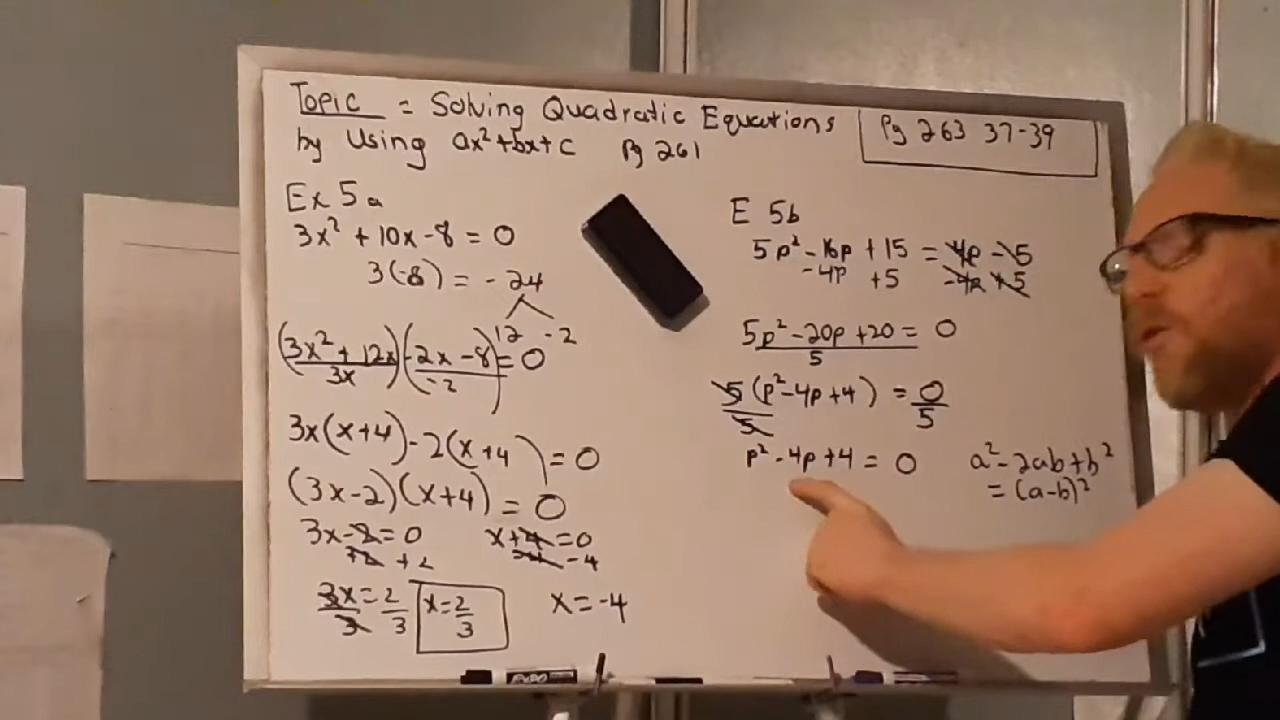 Topic = Solving Quadratic Equations
by Using ax²+bx+c Pg 261
Pg 263 37-39
Ex 5a
3x² + 10x - 8 = 0
3(-8) = -24
12 -2
(3x² + 12x)(-2x - 8) = 0
3x -2
3x(x+4) - 2(x+4) = 0
(3x-2)(x+4) = 0
3x-2=0 x+4=0
+2 +2 -4 -4
3x=2 x=2 x=-4
3 3 3
E 5b
5p² - 16p + 15 = 4p - 5
-4p +5 -4p +5
5p² - 20p + 20 = 0
5
5(p² - 4p + 4) = 0
5 5
p² - 4p + 4 = 0
a² - 2ab + b²
= (a-b)²
EXPO